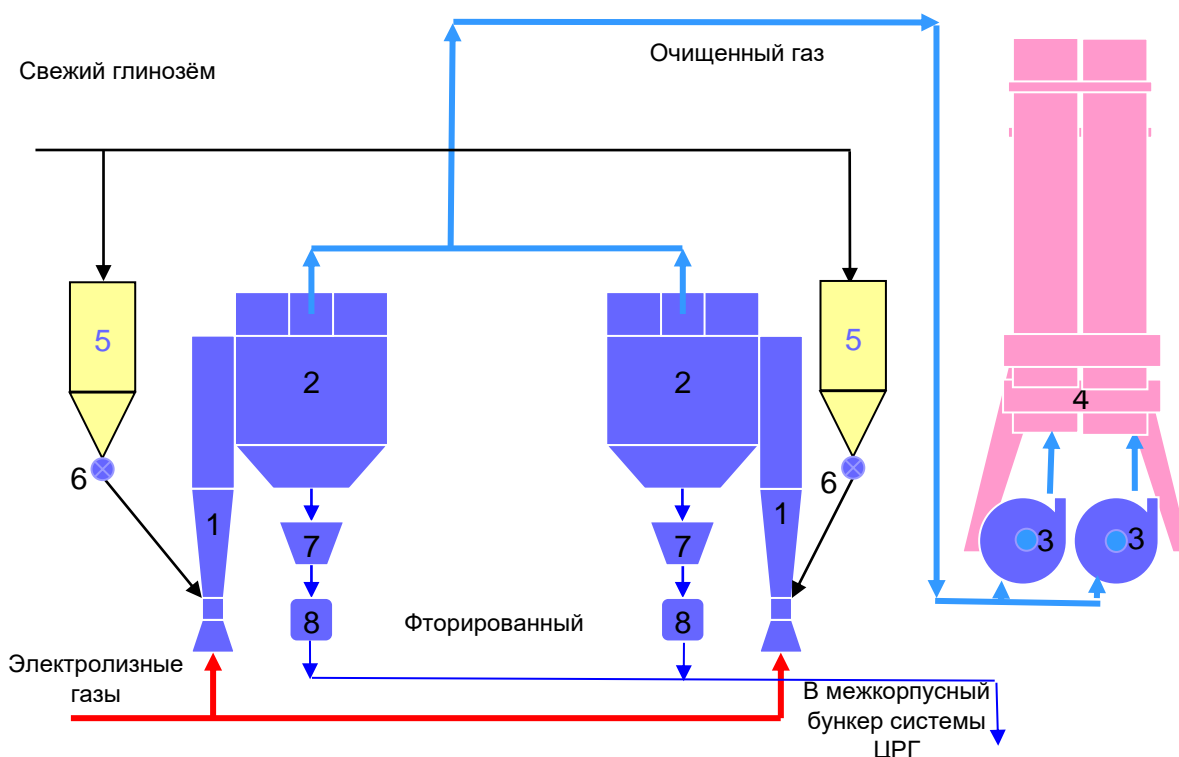 Очищенный газ
Свежий глинозём
5
5
2
2
4
6
6
1
1
7
7
3
3
8
8
Фторированный
Электролизные
газы
В межкорпусный
бункер системы
ЦРГ